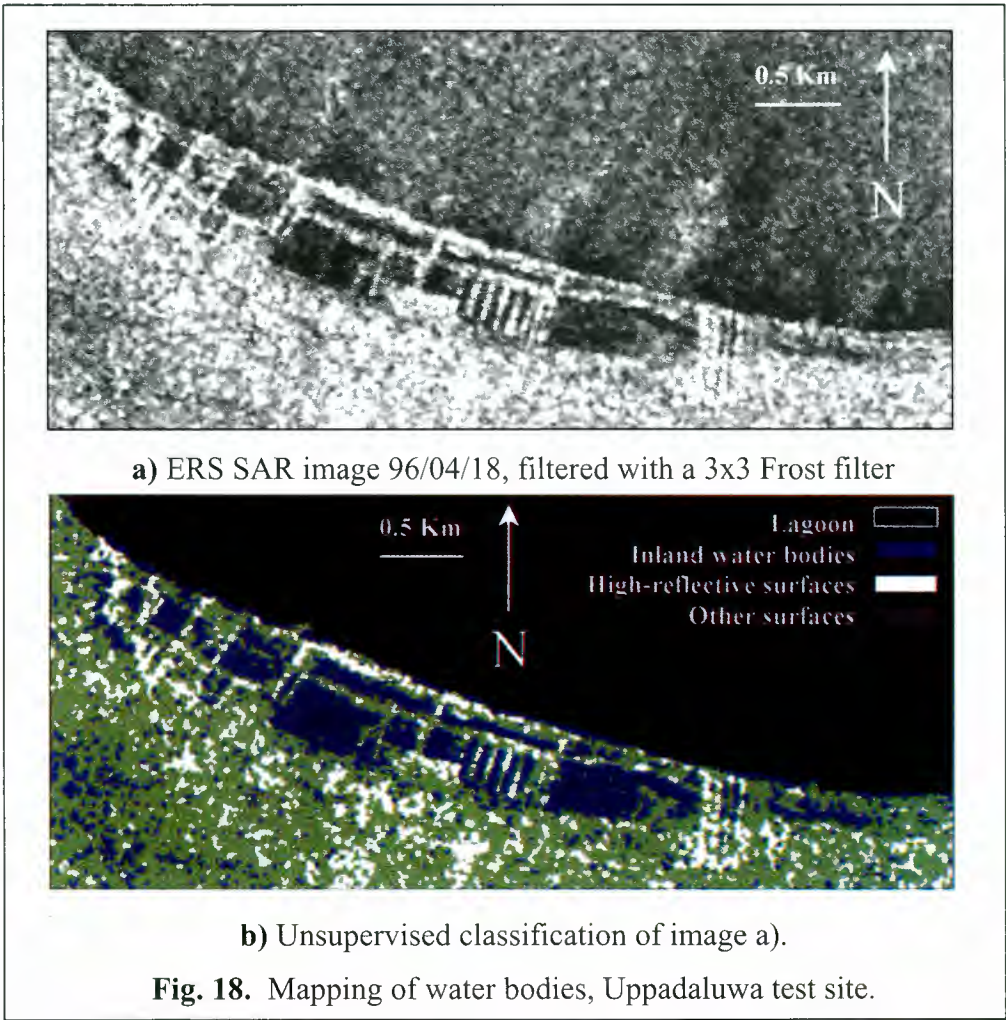 0.5 Km
N
a) ERS SAR image 96/04/18, filtered with a 3x3 Frost filter
0.5 Km
N
Lagoon
Inland water bodies
High-reflective surfaces
Other surfaces
b) Unsupervised classification of image a).
Fig. 18. Mapping of water bodies, Uppadaluwa test site.